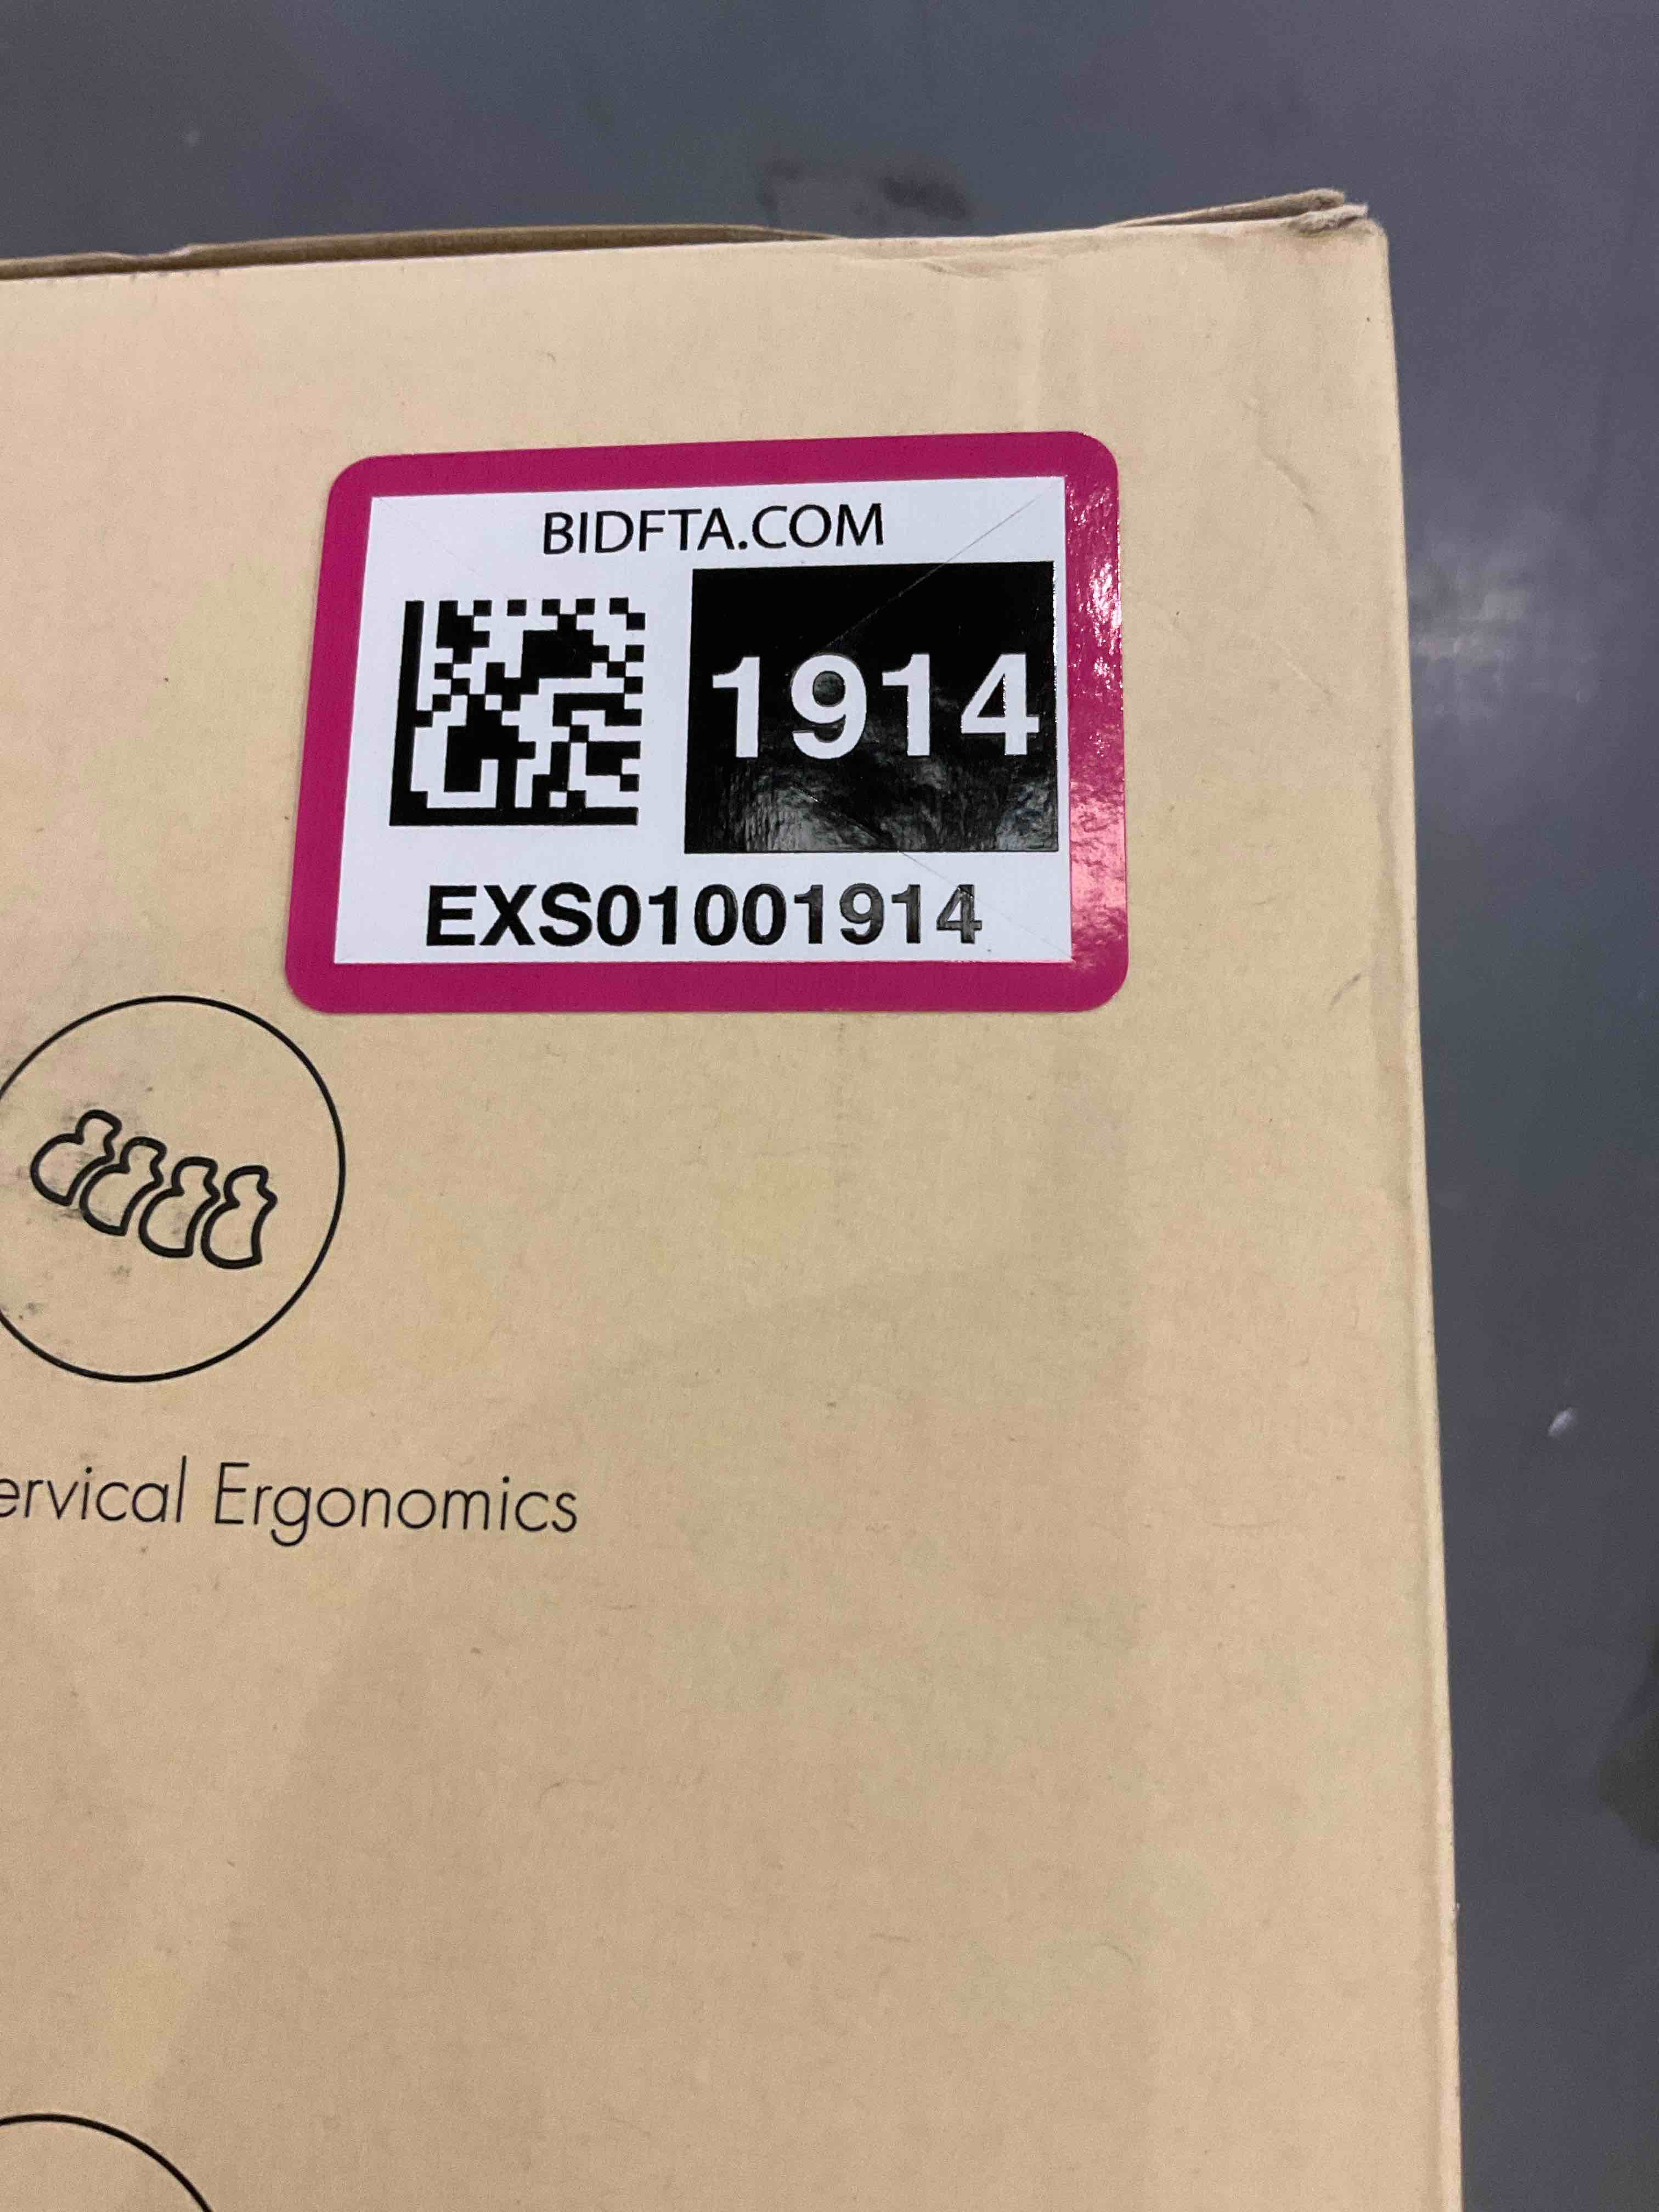 BIDFTA.COM
1914
EXS01001914
ervical Ergonomics